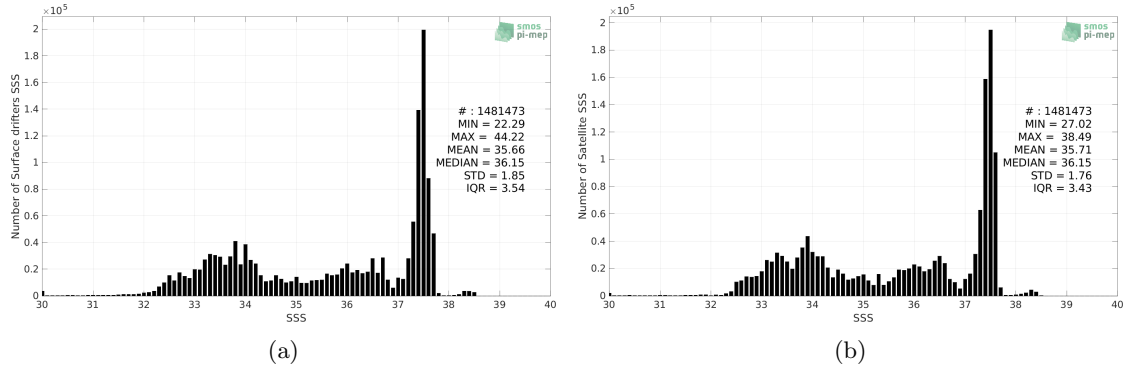 ×10⁵
2
1.8
1.6
1.4
1.2
1
0.8
0.6
0.4
0.2
0
Number of Surface drifters SSS
smos
pi-mep
# : 1481473
MIN = 22.29
MAX = 44.22
MEAN = 35.66
MEDIAN = 36.15
STD = 1.85
IQR = 3.54
30 31 32 33 34 35 36 37 38 39 40
SSS
(a)
×10⁵
2
1.8
1.6
1.4
1.2
1
0.8
0.6
0.4
0.2
0
Number of Satellite SSS
smos
pi-mep
# : 1481473
MIN = 27.02
MAX = 38.49
MEAN = 35.71
MEDIAN = 36.15
STD = 1.76
IQR = 3.43
30 31 32 33 34 35 36 37 38 39 40
SSS
(b)